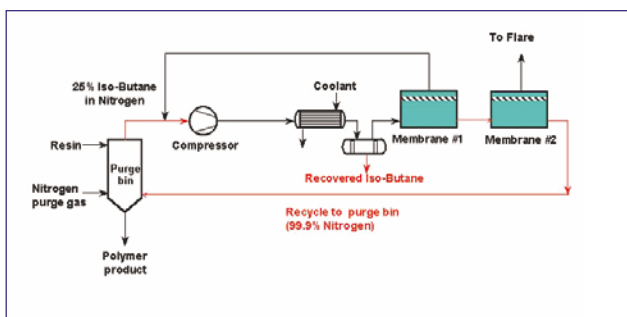 To Flare
25% Iso-Butane
in Nitrogen
Coolant
Compressor
Membrane #1
Membrane #2
Resin
Purge
bin
Recovered Iso-Butane
Nitrogen
purge gas
Recycle to purge bin
(99.9% Nitrogen)
Polymer
product